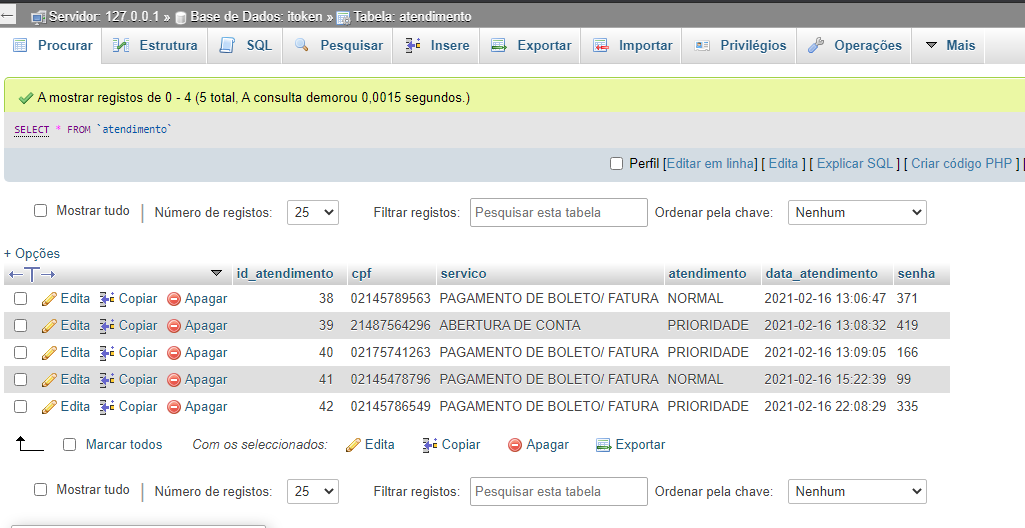 Servidor: 127.0.0.1 » Base de Dados: itoken » Tabela: atendimento
Procurar Estrutura SQL Pesquisar Insere Exportar Importar Privilégios Operações Mais
A mostrar registos de 0 - 4 (5 total, A consulta demorou 0,0015 segundos.)
SELECT * FROM `atendimento`
Perfil [Editar em linha] [ Edita ] [ Explicar SQL ] [ Criar código PHP ] [
Mostrar tudo | Número de registos: 25 Filtrar registos: Pesquisar esta tabela Ordenar pela chave: Nenhum
+ Opções
←T→ id_atendimento cpf servico atendimento data_atendimento senha
Edita Copiar Apagar 38 02145789563 PAGAMENTO DE BOLETO/ FATURA NORMAL 2021-02-16 13:06:47 371
Edita Copiar Apagar 39 21487564296 ABERTURA DE CONTA PRIORIDADE 2021-02-16 13:08:32 419
Edita Copiar Apagar 40 02175741263 PAGAMENTO DE BOLETO/ FATURA PRIORIDADE 2021-02-16 13:09:05 166
Edita Copiar Apagar 41 02145478796 PAGAMENTO DE BOLETO/ FATURA NORMAL 2021-02-16 15:22:39 99
Edita Copiar Apagar 42 02145786549 PAGAMENTO DE BOLETO/ FATURA PRIORIDADE 2021-02-16 22:08:29 335
Marcar todos Com os seleccionados: Edita Copiar Apagar Exportar
Mostrar tudo | Número de registos: 25 Filtrar registos: Pesquisar esta tabela Ordenar pela chave: Nenhum